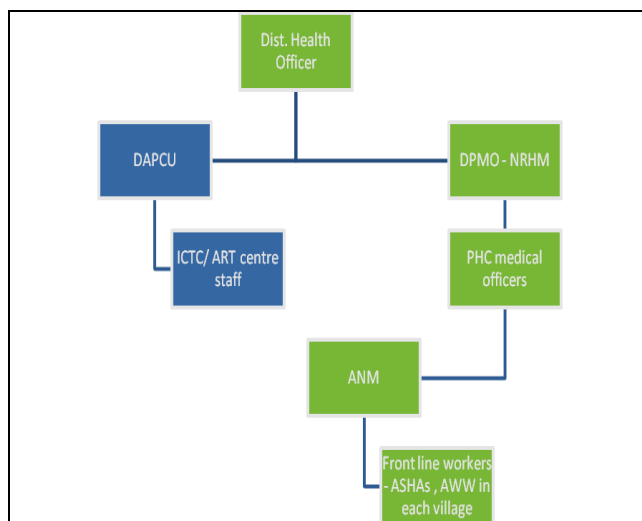 Dist. Health
Officer
DAPCU
DPMO - NRHM
ICTC/ ART centre
staff
PHC medical
officers
ANM
Front line workers
- ASHAs , AWW in
each village